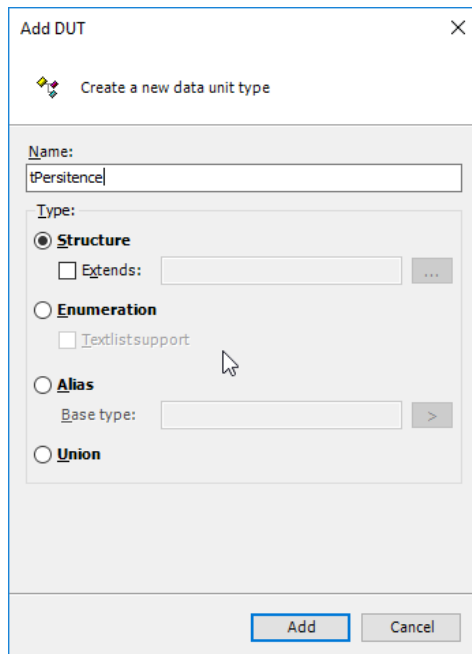 Add DUT
Create a new data unit type
Name:
tPersitence
Type:
Structure
Extends:
...
Enumeration
Textlist support
Alias
Base type:
>
Union
Add Cancel